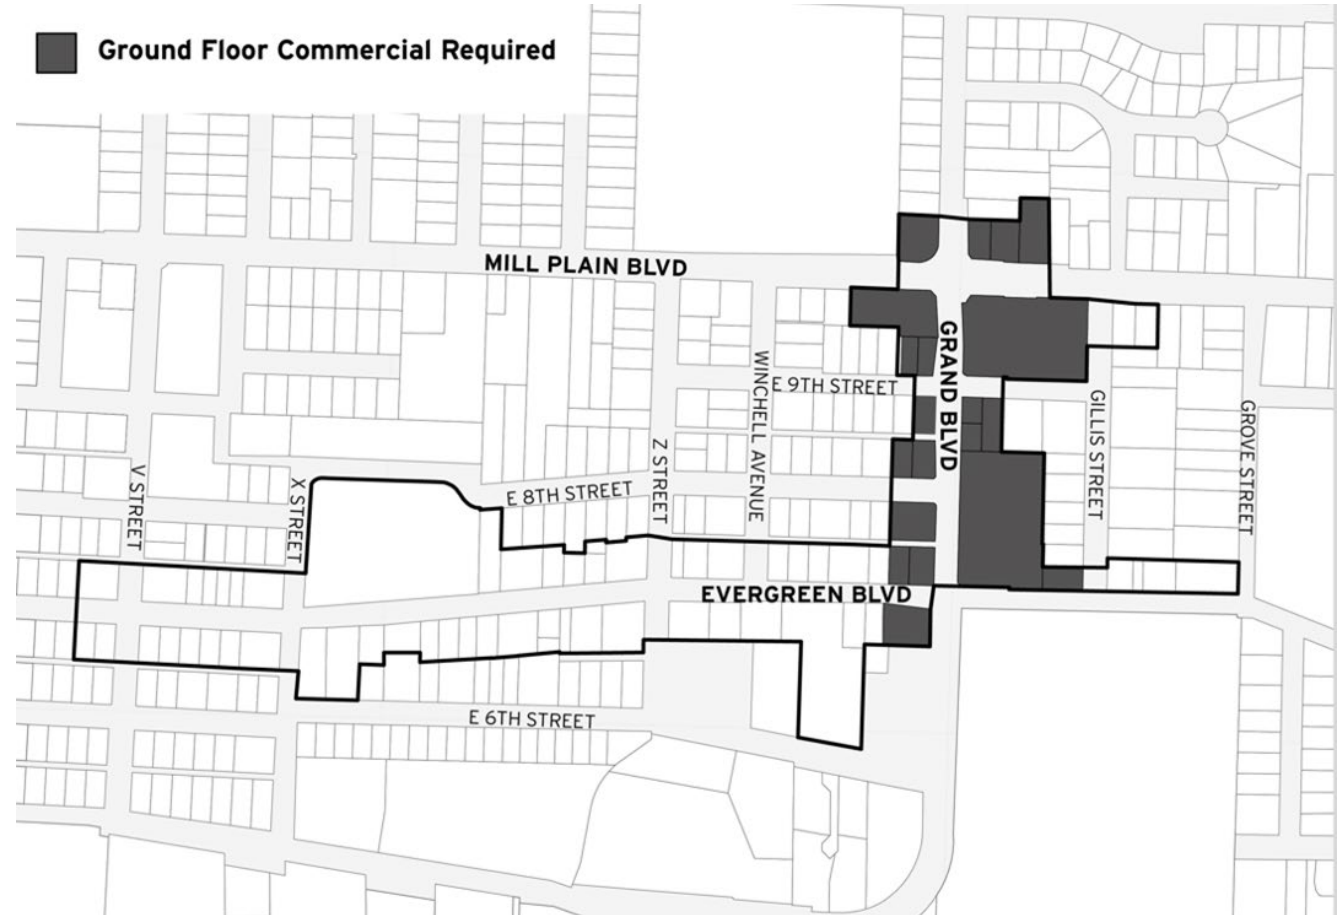 Ground Floor Commercial Required
MILL PLAIN BLVD
GRAND BLVD
WINCHELL AVENUE
E 9TH STREET
GILLIS STREET
GROVE STREET
Z STREET
V STREET
X STREET
E 8TH STREET
EVERGREEN BLVD
E 6TH STREET